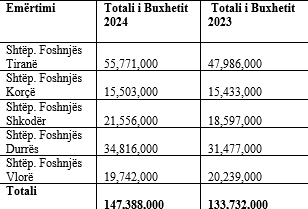 Emërtimi Totali i Buxhetit Totali i Buxhetit
2024 2023
Shtëp. Foshnjës
Tiranë 55,771,000 47,986,000
Shtëp. Foshnjës
Korçë 15,503,000 15,433,000
Shtëp. Foshnjës
Shkodër 21,556,000 18,597,000
Shtëp. Foshnjës
Durrës 34,816,000 31,477,000
Shtëp. Foshnjës
Vlorë 19,742,000 20,239,000
Totali
147,388,000 133,732,000